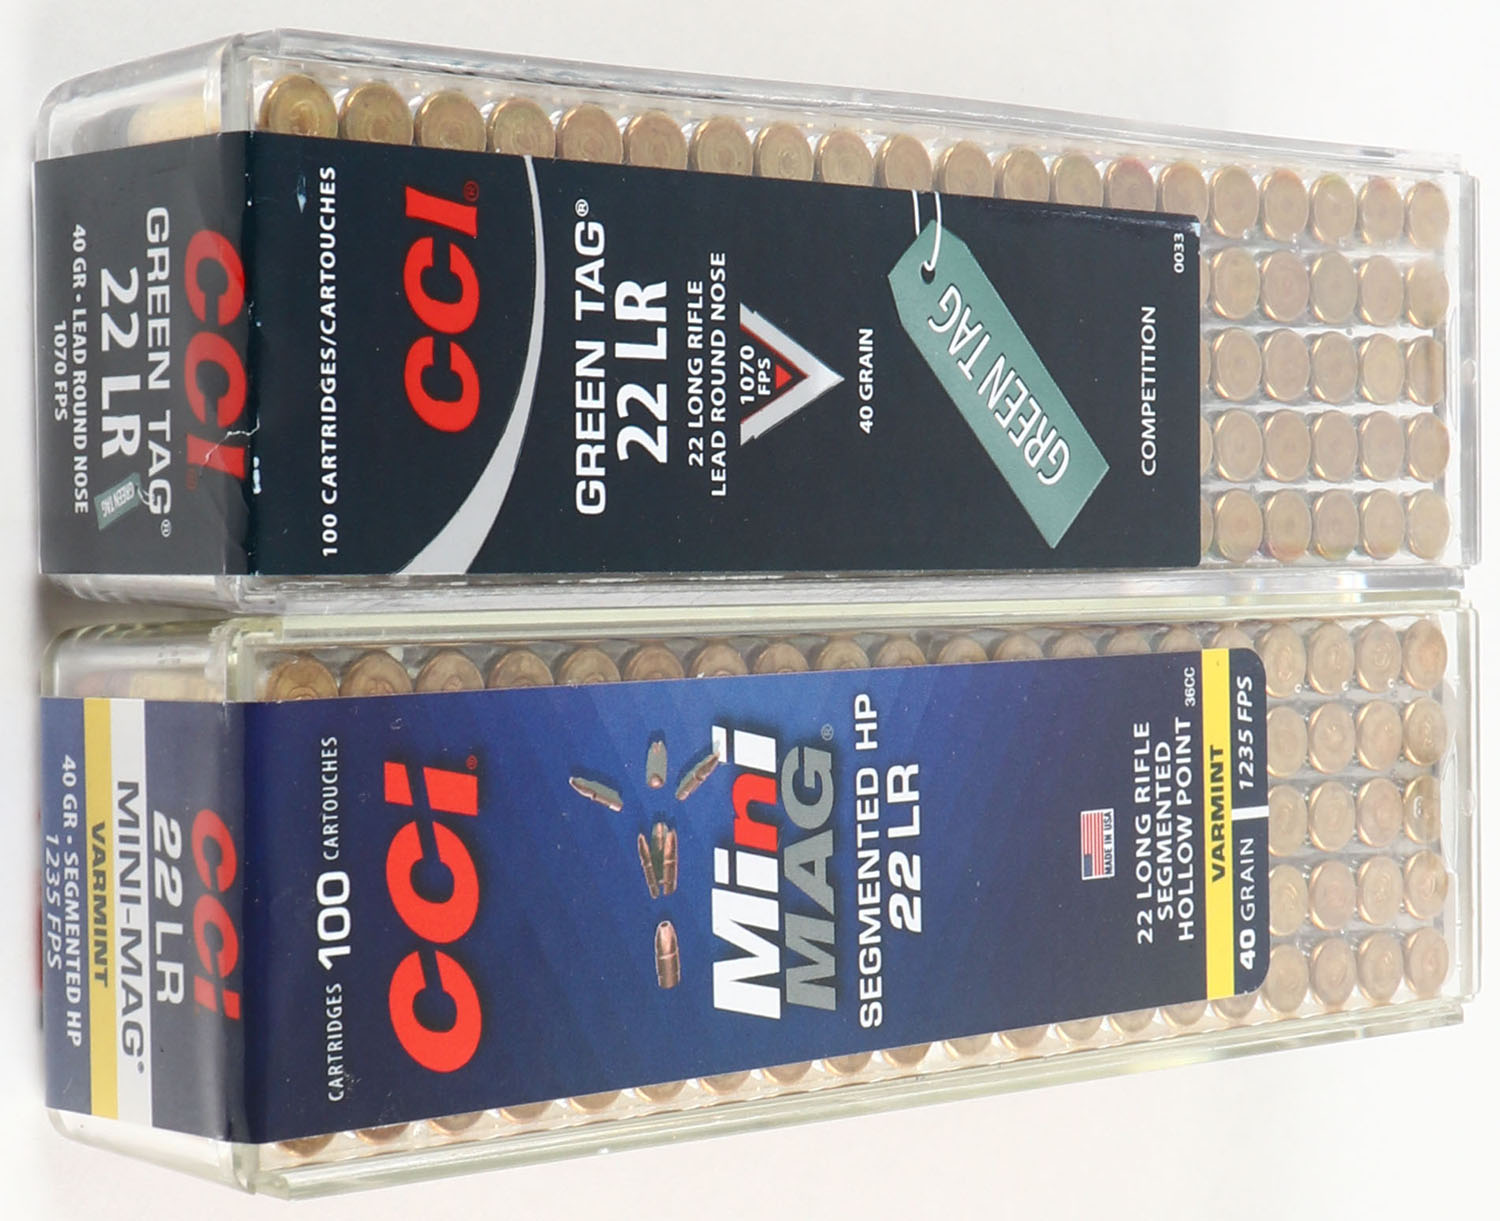 CCI®
GREEN TAG®
22 LR
GREEN TAG
40 GR • LEAD ROUND NOSE
1070 FPS
100 CARTRIDGES/CARTOUCHES
CCI®
GREEN TAG®
22 LR
22 LONG RIFLE
LEAD ROUND NOSE
1070
FPS
40 GRAIN
GREEN TAG
COMPETITION
0033
CCI
22 LR
MINI-MAG®
VARMINT
40 GR • SEGMENTED HP
1235 FPS
CARTRIDGES 100 CARTOUCHES
CCI®
Mini
MAG®
SEGMENTED HP
22 LR
MADE IN USA
22 LONG RIFLE
SEGMENTED
HOLLOW POINT
36CC
VARMINT
40 GRAIN 1235 FPS